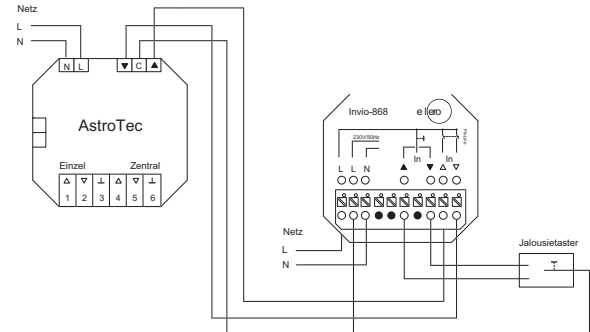 Netz
L
N
N L ▼ C ▲
AstroTec
Einzel Zentral
△ ▽ ⊥ △ ▽ ⊥
1 2 3 4 5 6
Invio-868 elero
230V/50Hz
In In
L L N ▲ ▼ △ ▽
Netz
L
N
Jalousietaster